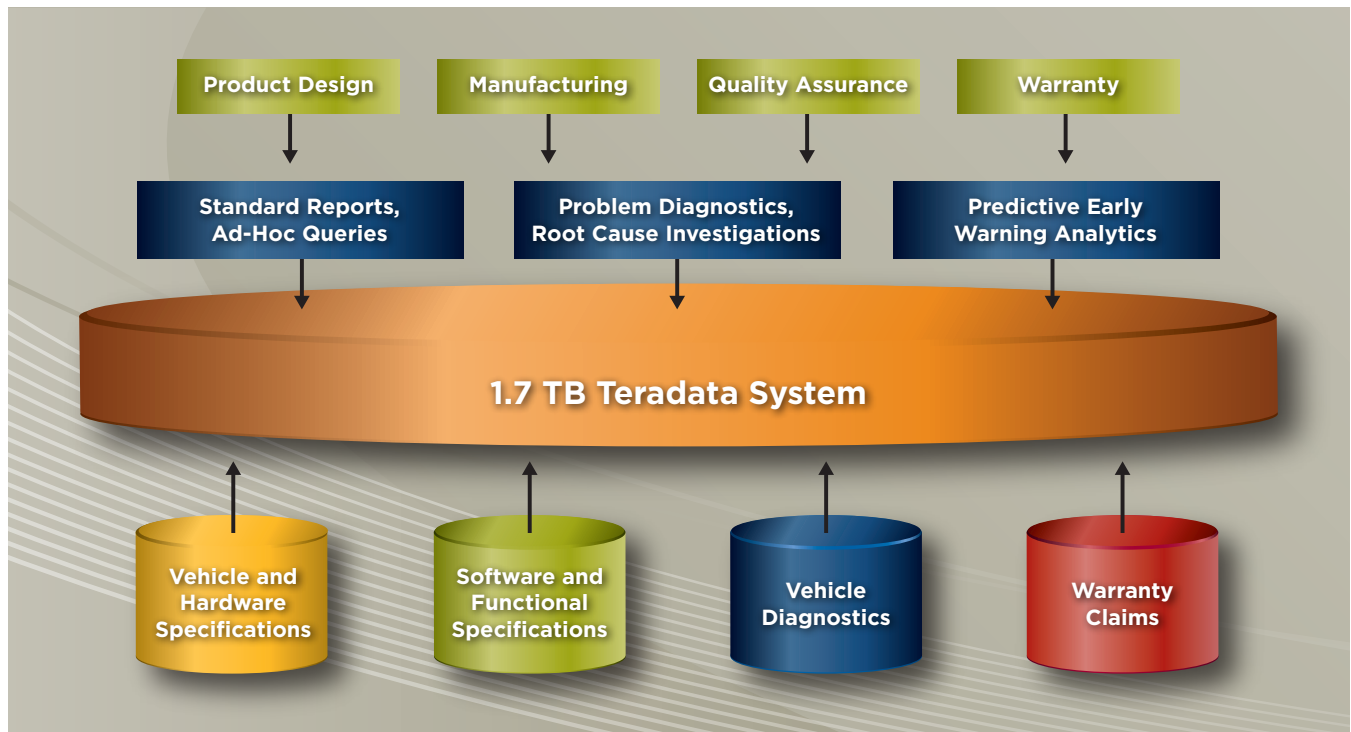 Product Design
Manufacturing
Quality Assurance
Warranty
Standard Reports,
Ad-Hoc Queries
Problem Diagnostics,
Root Cause Investigations
Predictive Early
Warning Analytics
1.7 TB Teradata System
Vehicle and
Hardware
Specifications
Software and
Functional
Specifications
Vehicle
Diagnostics
Warranty
Claims